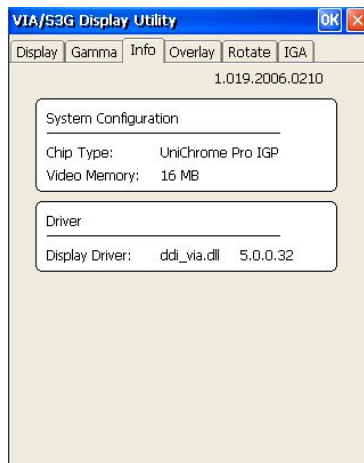 VIA/S3G Display Utility OK
Display Gamma Info Overlay Rotate IGA
1.019.2006.0210
System Configuration
Chip Type: UniChrome Pro IGP
Video Memory: 16 MB
Driver
Display Driver: ddi_via.dll 5.0.0.32